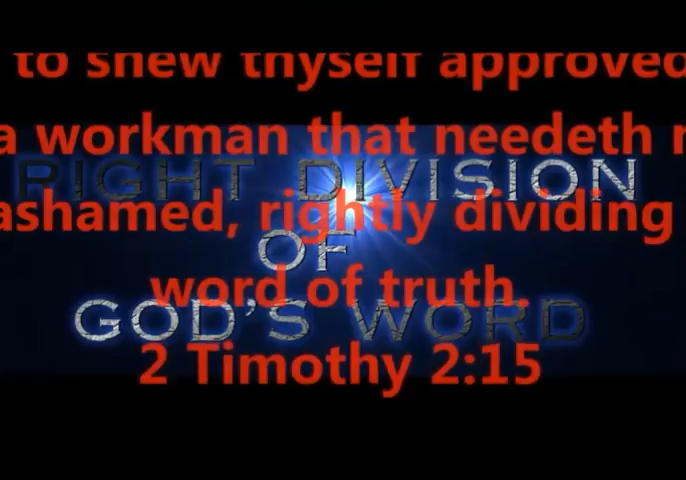 to shew thyself approved
a workman that needeth
RIGHT DIVISION
ashamed, rightly dividing
OF
word of truth.
GOD'S WORD
2 Timothy 2:15